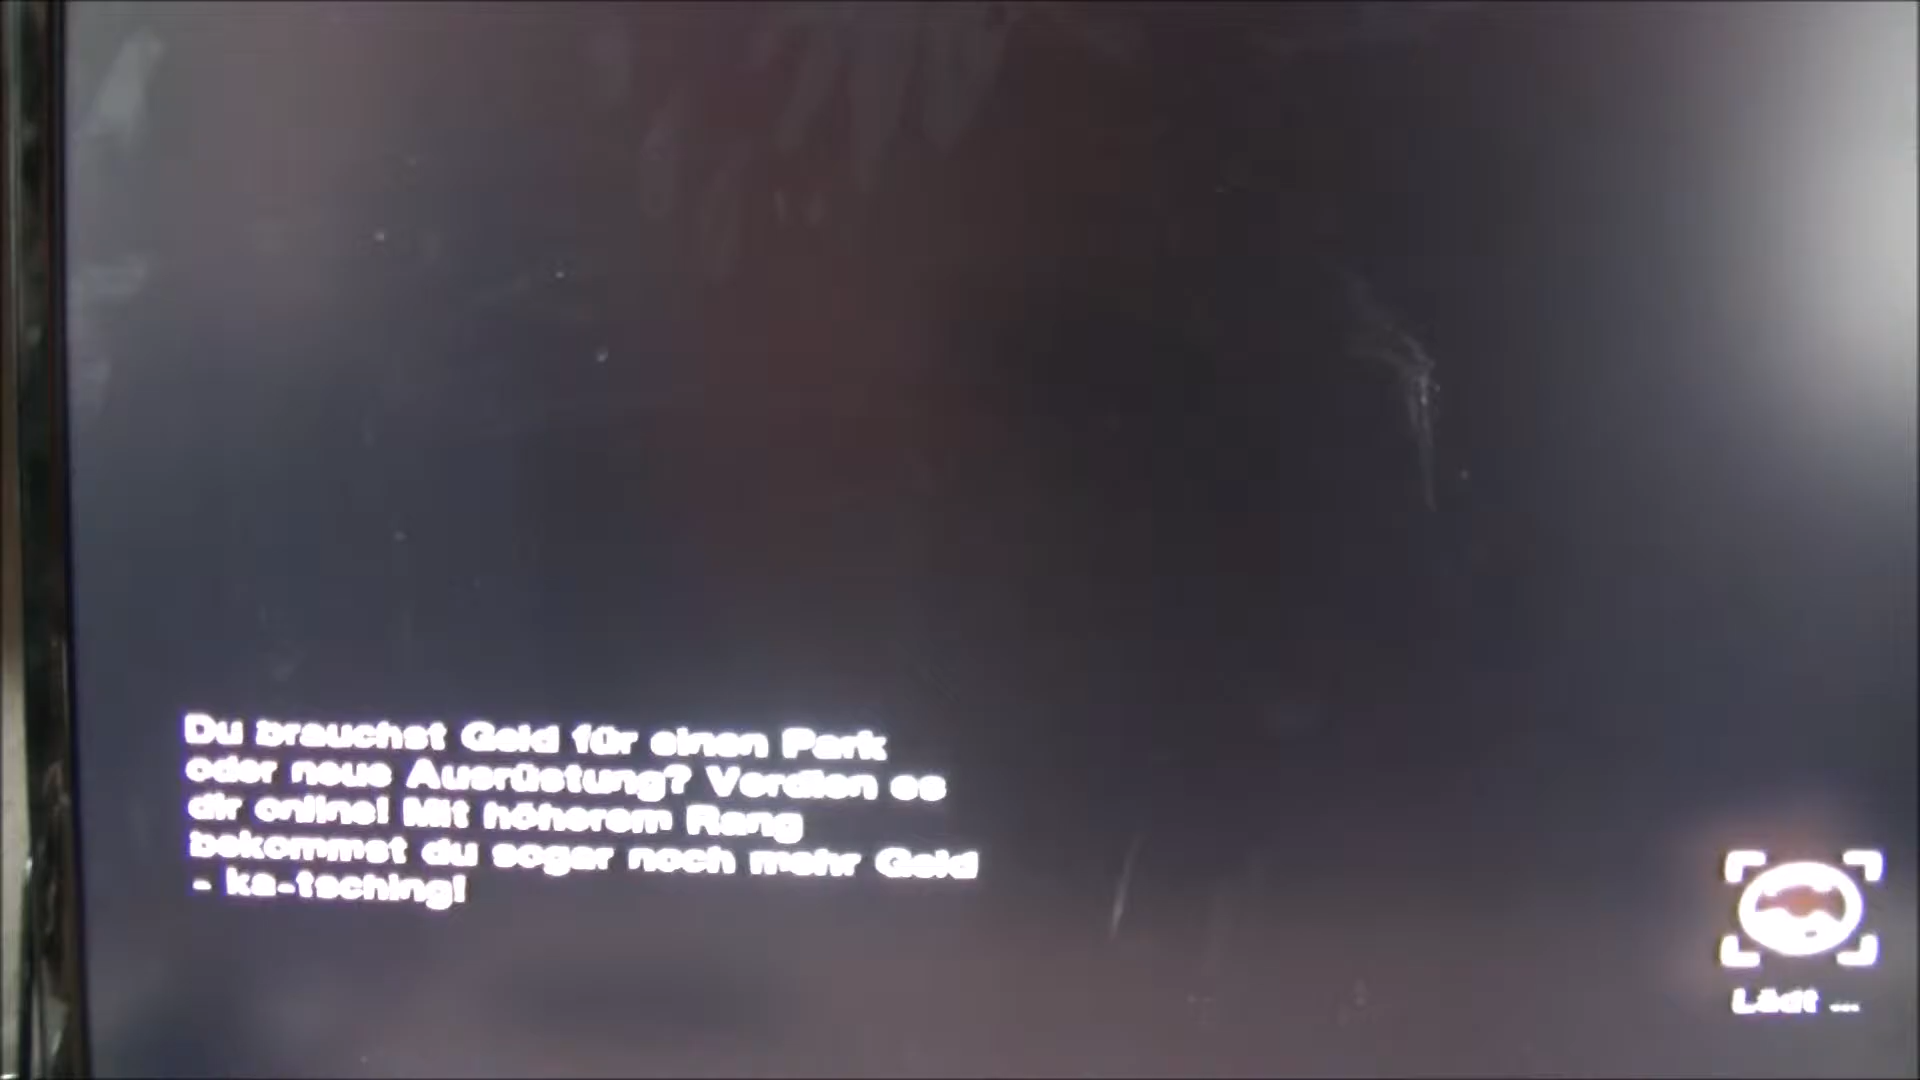 Du brauchst Geld für einen Park
oder neue Ausrüstung? Verdien es
dir online! Mit höherem Rang
bekommst du sogar noch mehr Geld
- ka-tsching!
Lädt ...